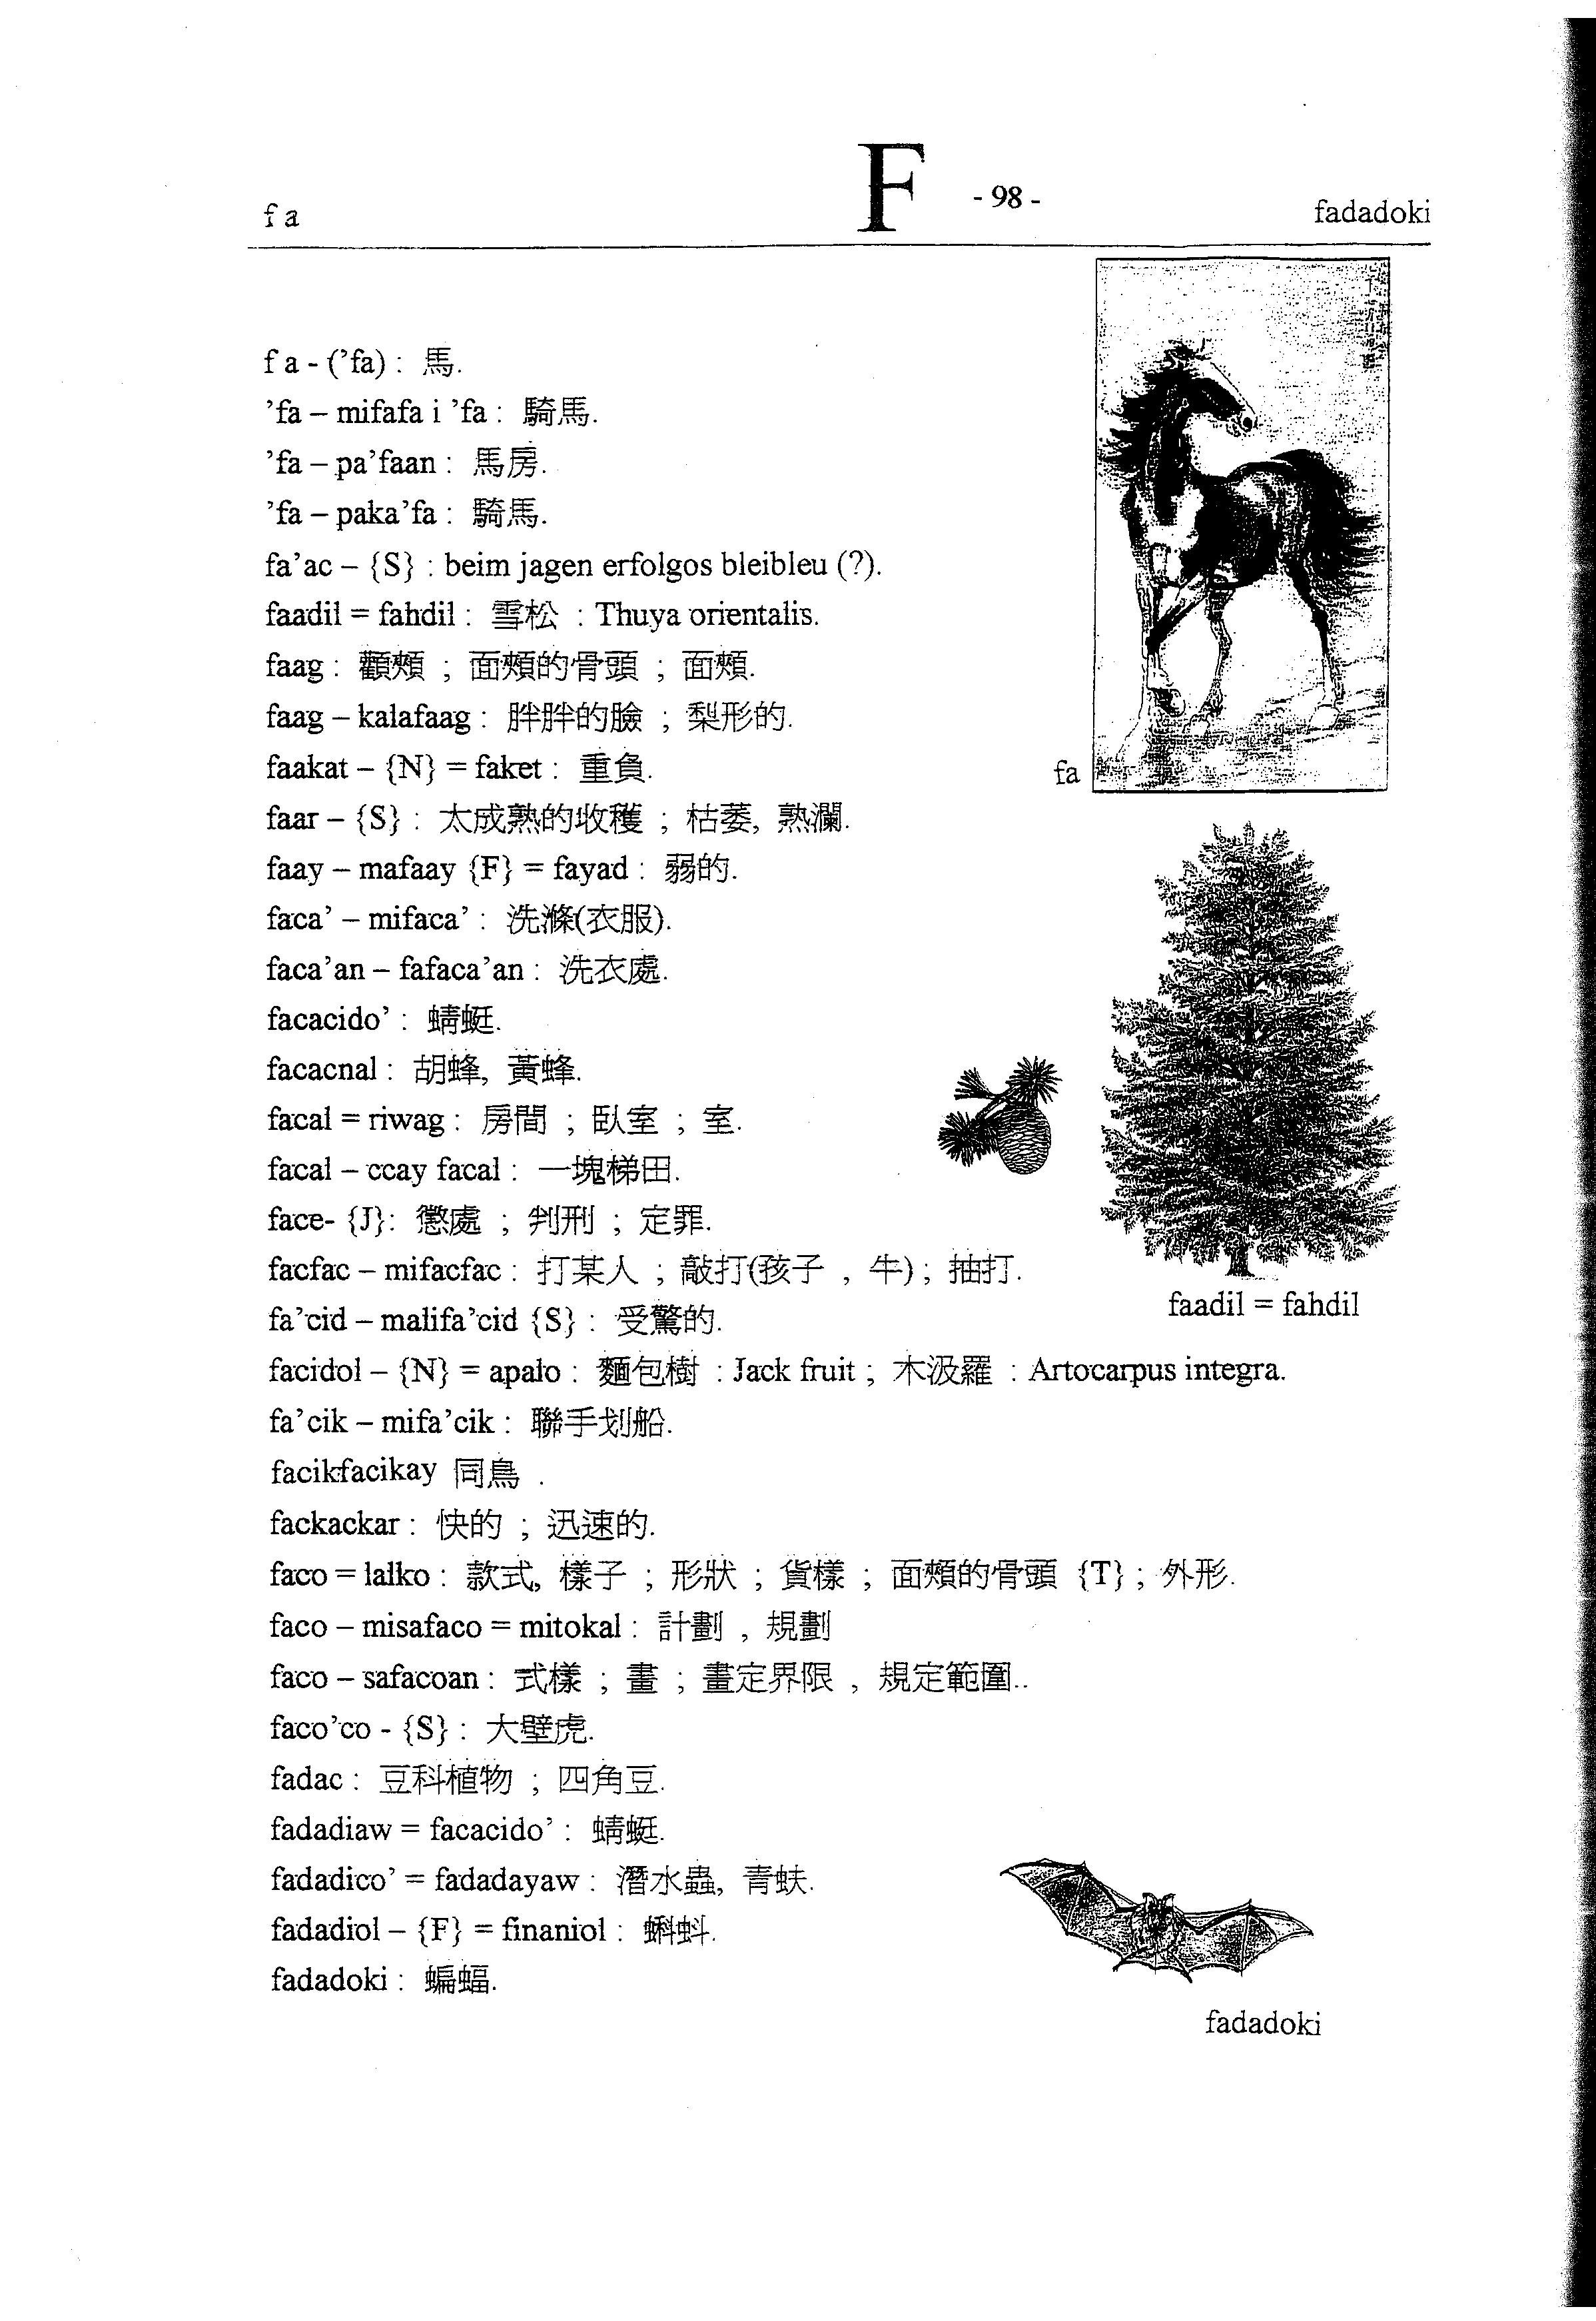 f a
F
- 98 -
fadadoki
f a - (’fa) : 馬.
’fa – mifafa i ’fa : 騎馬.
’fa – pa’faan : 馬房.
’fa – paka’fa : 騎馬.
fa’ac – {S} : beim jagen erfolgos bleibleu (?).
faadil = fahdil : 雪松 : Thuya orientalis.
faag : 顴頰 ; 面頰的骨頭 ; 面頰.
faag – kalafaag : 胖胖的臉 ; 梨形的.
faakat – {N} = faket : 重負.
fa
faar – {S} : 太成熟的收穫 ; 枯萎, 熟瀾.
faay – mafaay {F} = fayad : 弱的.
faca’ – mifaca’ : 洗滌(衣服).
faca’an – fafaca’an : 洗衣處.
facacido’ : 蜻蜓.
facacnal : 胡蜂, 黃蜂.
facal = riwag : 房間 ; 臥室 ; 室.
facal – ccay facal : 一塊梯田.
face- {J}: 懲處 ; 判刑 ; 定罪.
facfac – mifacfac : 打某人 ; 敲打(孩子 , 牛) ; 抽打.
faadil = fahdil
fa’cid – malifa’cid {S} : 受驚的.
facidol – {N} = apalo : 麵包樹 : Jack fruit ; 木汲羅 : Artocarpus integra.
fa’cik – mifa’cik : 聯手划船.
facikfacikay 同鳥 .
fackackar : 快的 ; 迅速的.
faco = lalko : 款式, 樣子 ; 形狀 ; 貨樣 ; 面頰的骨頭 {T} ; 外形.
faco – misafaco = mitokal : 計劃 , 規劃
faco – safacoan : 式樣 ; 畫 ; 畫定界限 , 規定範圍..
faco’co - {S} : 大壁虎.
fadac : 豆科植物 ; 四角豆.
fadadiaw = facacido’ : 蜻蜓.
fadadico’ = fadadayaw : 潛水蟲, 青蚨.
fadadiol – {F} = finaniol : 蝌蚪.
fadadoki : 蝙蝠.
fadadoki